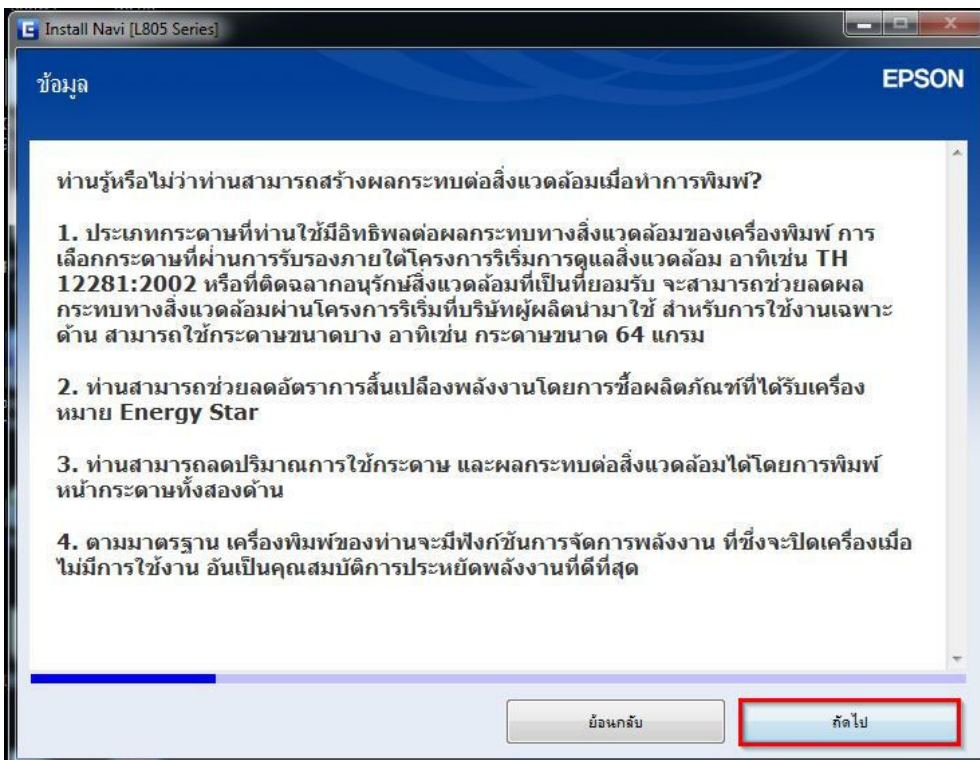 Install Navi [L805 Series]
ข้อมูล
EPSON
ท่านรู้หรือไม่ว่าท่านสามารถสร้างผลกระทบต่อสิ่งแวดล้อมเมื่อทำการพิมพ์?
1. ประเภทกระดาษที่ท่านใช้มีอิทธิพลต่อผลกระทบทางสิ่งแวดล้อมของเครื่องพิมพ์ การ
เลือกกระดาษที่ผ่านการรับรองภายใต้โครงการริเริ่มการดูแลสิ่งแวดล้อม อาทิเช่น TH
12281:2002 หรือที่ติดฉลากอนุรักษ์สิ่งแวดล้อมที่เป็นที่ยอมรับ จะสามารถช่วยลดผล
กระทบทางสิ่งแวดล้อมผ่านโครงการริเริ่มที่บริษัทผู้ผลิตนำมาใช้ สำหรับการใช้งานเฉพาะ
ด้าน สามารถใช้กระดาษขนาดบาง อาทิเช่น กระดาษขนาด 64 แกรม
2. ท่านสามารถช่วยลดอัตราการสิ้นเปลืองพลังงานโดยการซื้อผลิตภัณฑ์ที่ได้รับเครื่อง
หมาย Energy Star
3. ท่านสามารถลดปริมาณการใช้กระดาษ และผลกระทบต่อสิ่งแวดล้อมได้โดยการพิมพ์
หน้ากระดาษทั้งสองด้าน
4. ตามมาตรฐาน เครื่องพิมพ์ของท่านจะมีฟังก์ชันการจัดการพลังงาน ที่ซึ่งจะปิดเครื่องเมื่อ
ไม่มีการใช้งาน อันเป็นคุณสมบัติการประหยัดพลังงานที่ดีที่สุด
ย้อนกลับ
ถัดไป